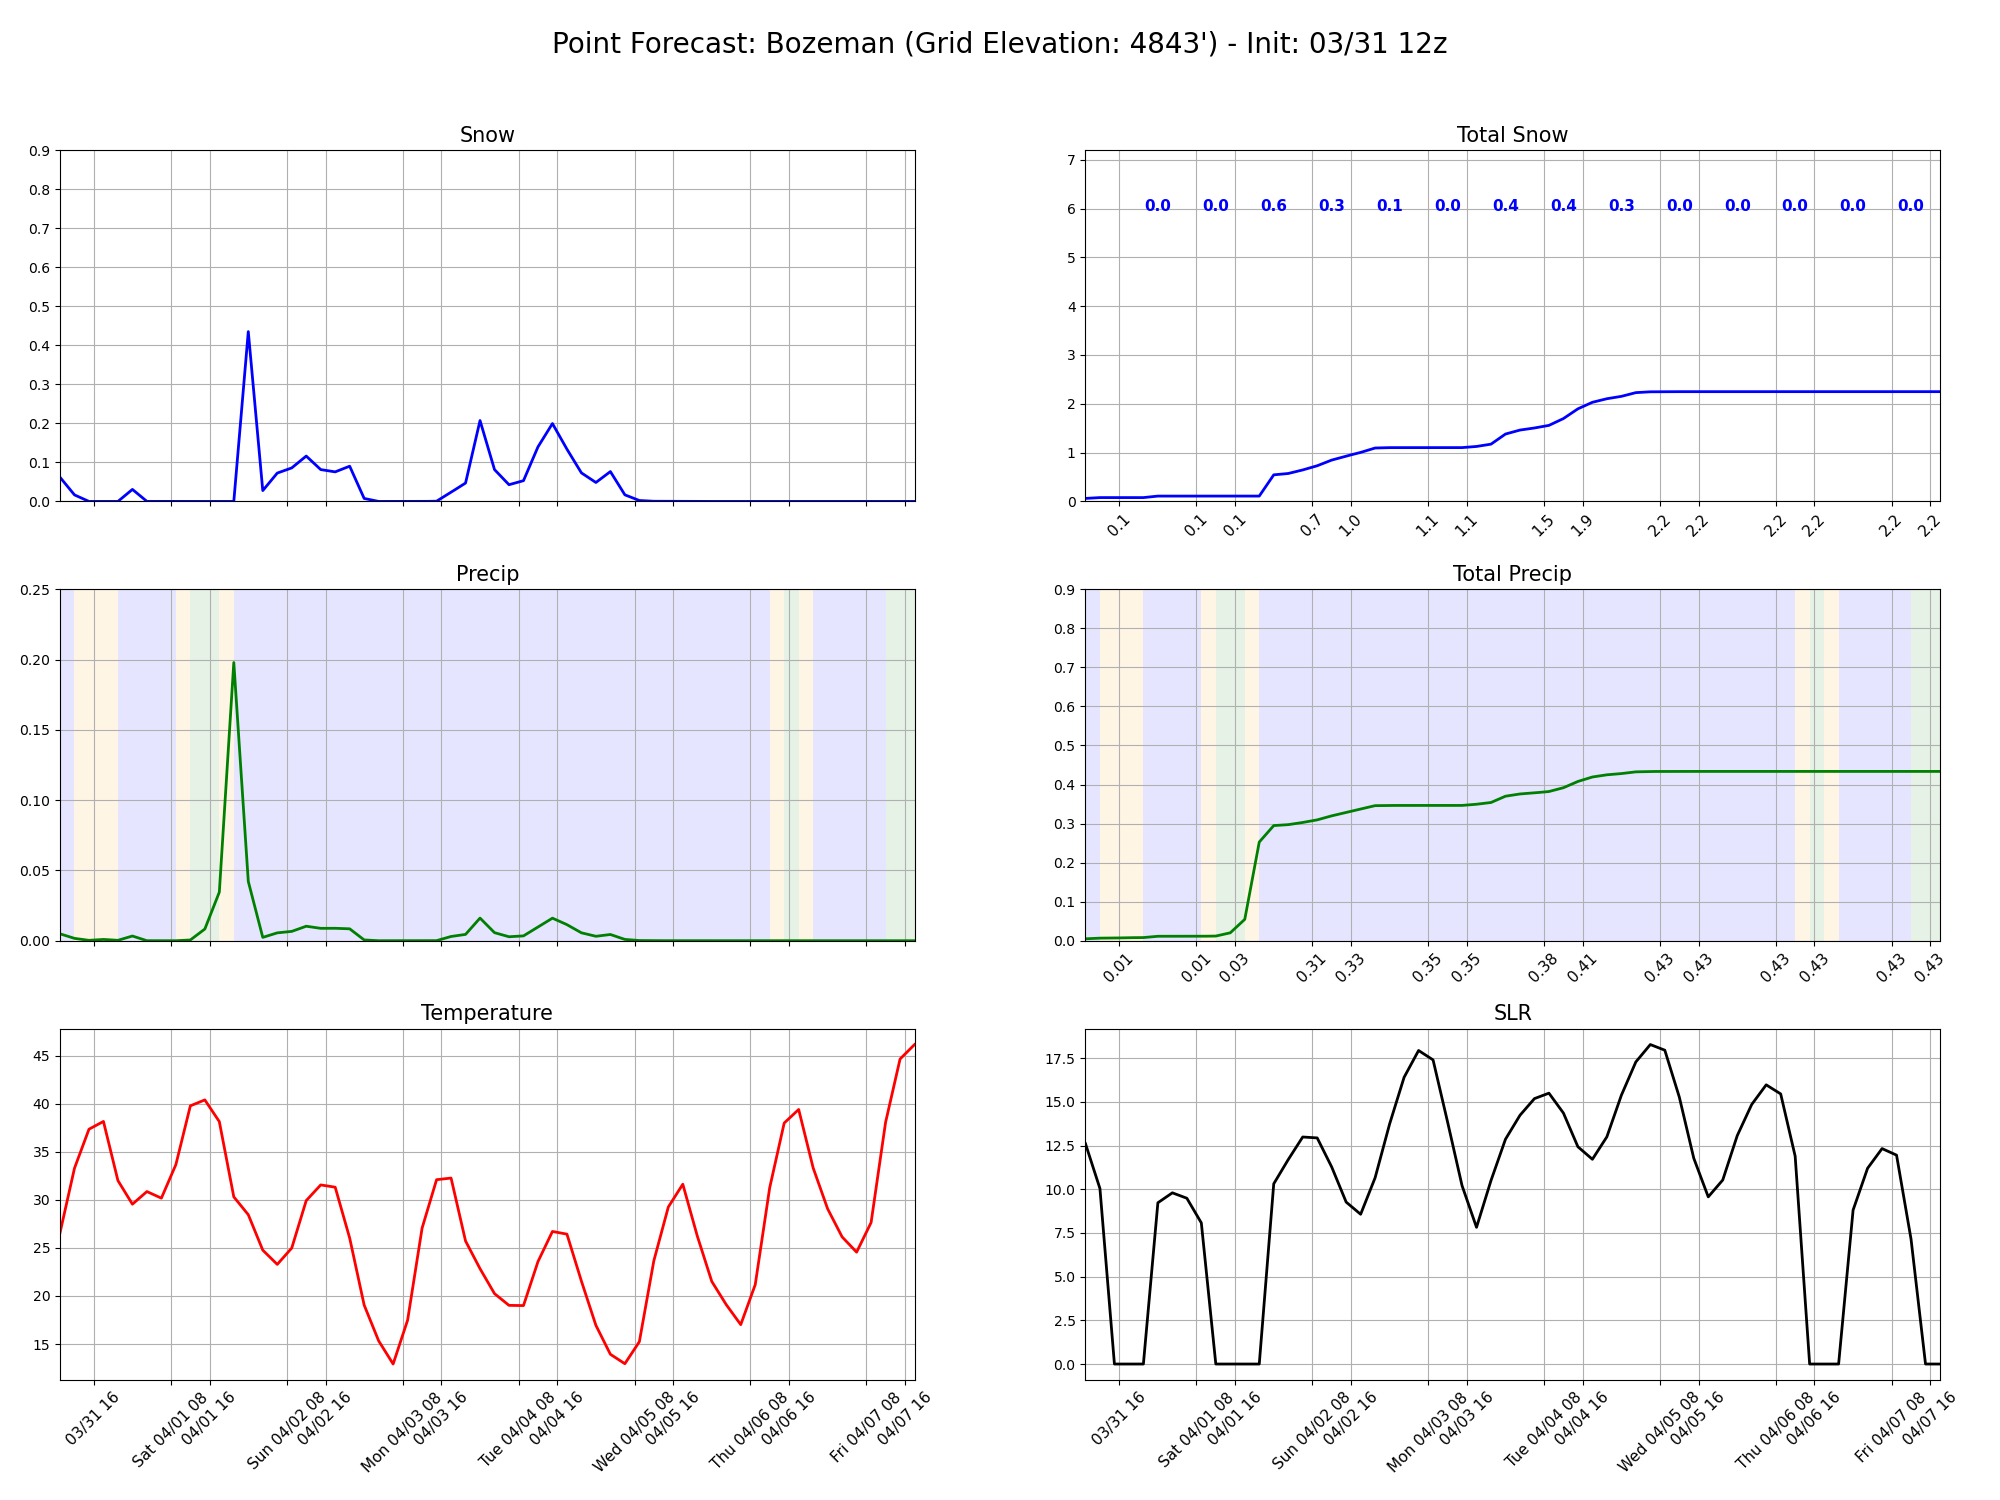 Point Forecast: Bozeman (Grid Elevation: 4843') - Init: 03/31 12z
Snow
0.9
0.8
0.7
0.6
0.5
0.4
0.3
0.2
0.1
0.0
Total Snow
7
6
5
4
3
2
1
0
0.0 0.0 0.6 0.3 0.1 0.0 0.4 0.4 0.3 0.0 0.0 0.0 0.0 0.0
0.1 0.1 0.1 0.7 1.0 1.1 1.1 1.5 1.9 2.2 2.2 2.2 2.2 2.2 2.2
Precip
0.25
0.20
0.15
0.10
0.05
0.00
Total Precip
0.9
0.8
0.7
0.6
0.5
0.4
0.3
0.2
0.1
0.0
0.01 0.01 0.03 0.31 0.33 0.35 0.35 0.38 0.41 0.43 0.43 0.43 0.43 0.43 0.43
Temperature
45
40
35
30
25
20
15
03/31 16
Sat 04/01 08
04/01 16
Sun 04/02 08
04/02 16
Mon 04/03 08
04/03 16
Tue 04/04 08
04/04 16
Wed 04/05 08
04/05 16
Thu 04/06 08
04/06 16
Fri 04/07 08
04/07 16
SLR
17.5
15.0
12.5
10.0
7.5
5.0
2.5
0.0
03/31 16
Sat 04/01 08
04/01 16
Sun 04/02 08
04/02 16
Mon 04/03 08
04/03 16
Tue 04/04 08
04/04 16
Wed 04/05 08
04/05 16
Thu 04/06 08
04/06 16
Fri 04/07 08
04/07 16